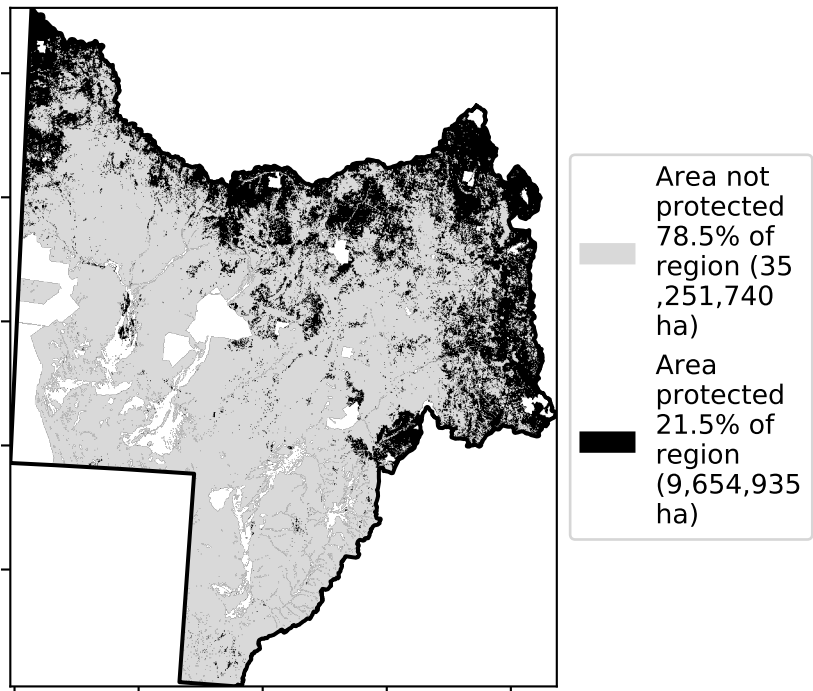 Area not
protected
78.5% of
region (35
,251,740
ha)
Area
protected
21.5% of
region
(9,654,935
ha)